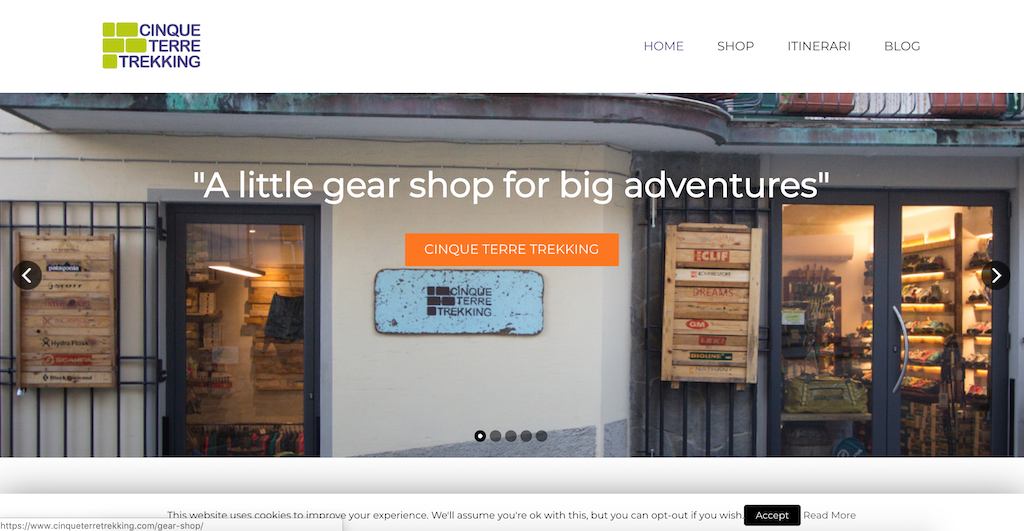 CINQUE
TERRE
TREKKING
HOME SHOP ITINERARI BLOG
"A little gear shop for big adventures"
CINQUE TERRE TREKKING
patagonia
SCOTT
Hydro Flask
SCARPA
Black Diamond
CINQUE
TERRE
TREKKING
CLIF
DREAMS
LEKI
This website uses cookies to improve your experience. We'll assume you're ok with this, but you can opt-out if you wish. Accept Read More
https://www.cinqueterretrekking.com/gear-shop/